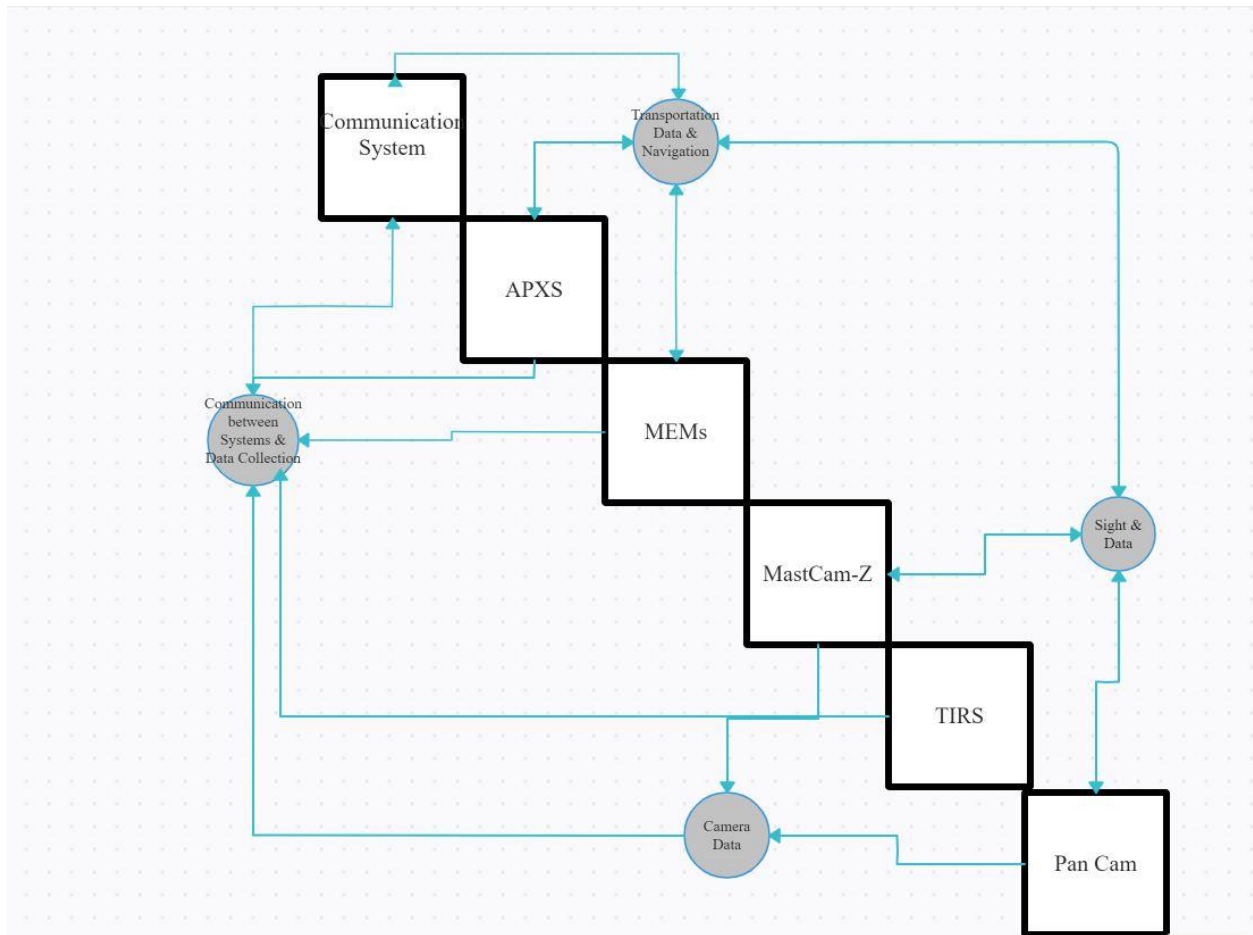 Communication
System
Transportation
Data &
Navigation
APXS
Communication
between
Systems &
Data Collection
MEMs
Sight &
Data
MastCam-Z
TIRS
Camera
Data
Pan Cam